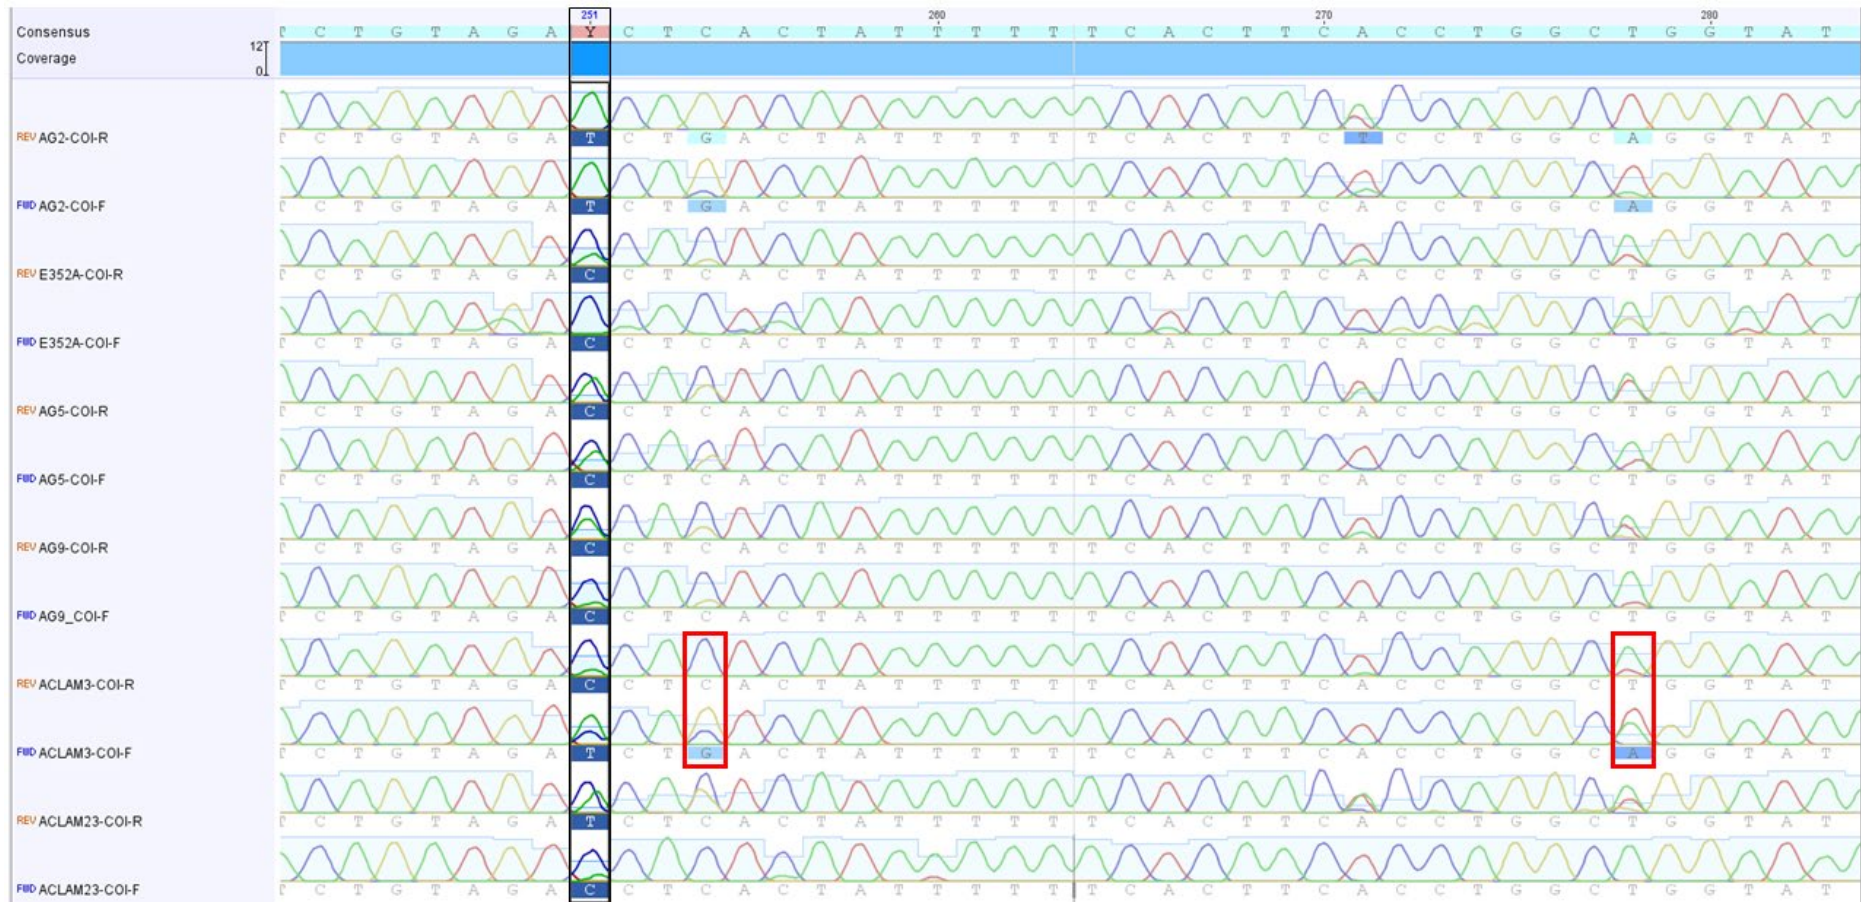 251 260 270 280
Consensus T C T G T A G A Y C T C A C T A T T T T T T C A C T T C A C C T G G C T G G T A T
12
Coverage
0
REV AG2-COI-R T C T G T A G A T C T G A C T A T T T T T T C A C T T C T C C T G G C A G G T A T
FWD AG2-COI-F T C T G T A G A T C T G A C T A T T T T T T C A C T T C A C C T G G C A G G T A T
REV E352A-COI-R T C T G T A G A C C T C A C T A T T T T T T C A C T T C A C C T G G C T G G T A T
FWD E352A-COI-F T C T G T A G A C C T C A C T A T T T T T T C A C T T C A C C T G G C T G G T A T
REV AG5-COI-R T C T G T A G A C C T C A C T A T T T T T T C A C T T C A C C T G G C T G G T A T
FWD AG5-COI-F T C T G T A G A C C T C A C T A T T T T T T C A C T T C A C C T G G C T G G T A T
REV AG9-COI-R T C T G T A G A C C T C A C T A T T T T T T C A C T T C A C C T G G C T G G T A T
FWD AG9_COI-F T C T G T A G A C C T C A C T A T T T T T T C A C T T C A C C T G G C T G G T A T
REV ACLAM3-COI-R T C T G T A G A C C T C A C T A T T T T T T C A C T T C A C C T G G C T G G T A T
FWD ACLAM3-COI-F T C T G T A G A T C T G A C T A T T T T T T C A C T T C A C C T G G C A G G T A T
REV ACLAM23-COI-R T C T G T A G A T C T C A C T A T T T T T T C A C T T C A C C T G G C T G G T A T
FWD ACLAM23-COI-F T C T G T A G A C C T C A C T A T T T T T T C A C T T C A C C T G G C T G G T A T